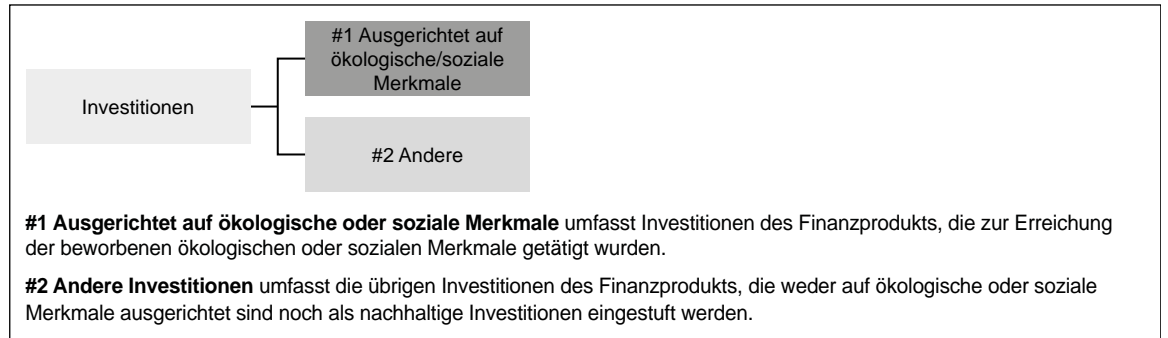 #1 Ausgerichtet auf
ökologische/soziale
Merkmale
Investitionen
#2 Andere
#1 Ausgerichtet auf ökologische oder soziale Merkmale umfasst Investitionen des Finanzprodukts, die zur Erreichung
der beworbenen ökologischen oder sozialen Merkmale getätigt wurden.
#2 Andere Investitionen umfasst die übrigen Investitionen des Finanzprodukts, die weder auf ökologische oder soziale
Merkmale ausgerichtet sind noch als nachhaltige Investitionen eingestuft werden.